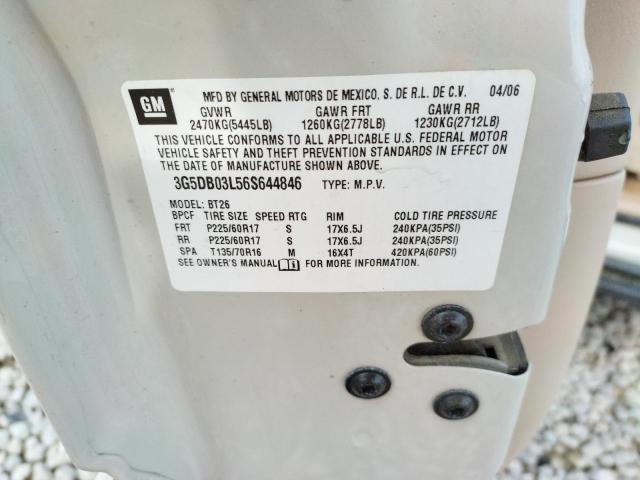 GM
MFD BY GENERAL MOTORS DE MEXICO, S. DE R.L. DE C.V. 04/06
GVWR GAWR FRT GAWR RR
2470KG(5445LB) 1260KG(2778LB) 1230KG(2712LB)
THIS VEHICLE CONFORMS TO ALL APPLICABLE U.S. FEDERAL MOTOR
VEHICLE SAFETY AND THEFT PREVENTION STANDARDS IN EFFECT ON
THE DATE OF MANUFACTURE SHOWN ABOVE.
3G5DB03L56S644846 TYPE: M.P.V.
MODEL: BT26
BPCF TIRE SIZE SPEED RTG RIM COLD TIRE PRESSURE
FRT P225/60R17 S 17X6.5J 240KPA(35PSI)
RR P225/60R17 S 17X6.5J 240KPA(35PSI)
SPA T135/70R16 M 16X4T 420KPA(60PSI)
SEE OWNER'S MANUAL FOR MORE INFORMATION.